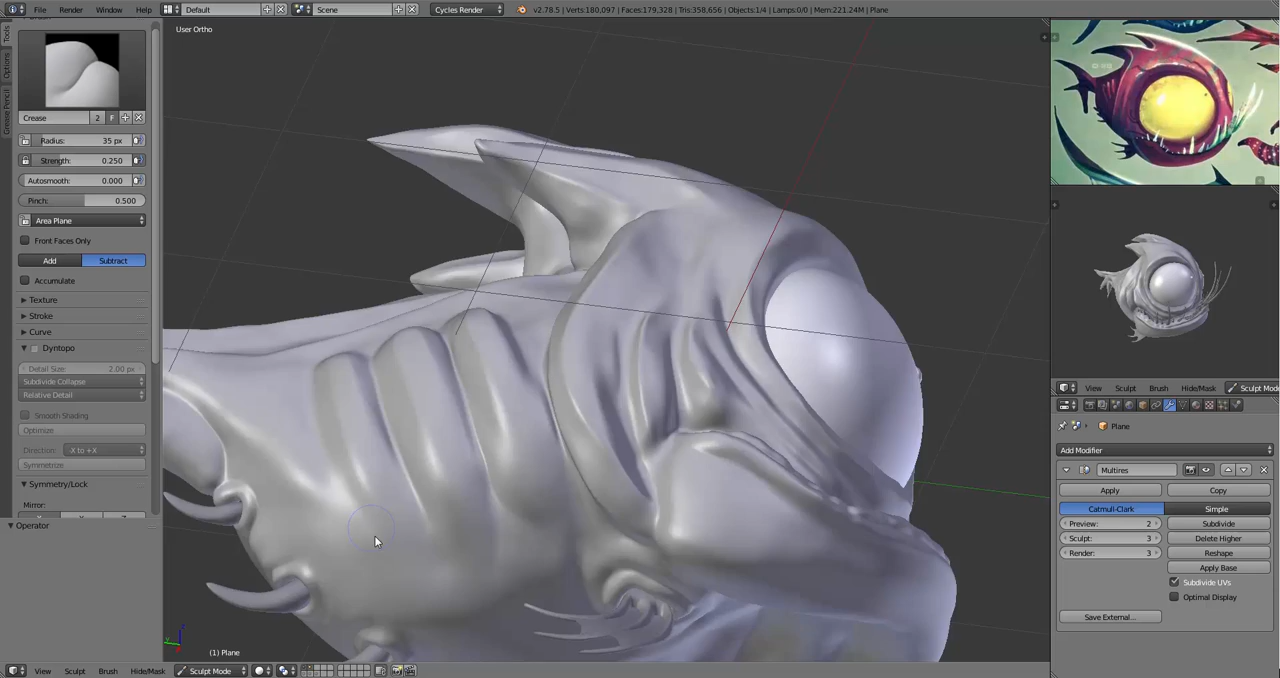 File Render Window Help Default Scene Cycles Render v2.78.5 | Verts:180,097 | Faces:179,328 | Tris:358,656 | Objects:1/4 | Lamps:0/0 | Mem:221.24M | Plane
User Ortho
Tools
Options
Grease Pencil
Crease 2 F
Radius: 35 px
Strength: 0.250
Autosmooth: 0.000
Pinch: 0.500
Area Plane
Front Faces Only
Add Subtract
Accumulate
Texture
Stroke
Curve
Dyntopo
Detail Size: 2.00 px
Subdivide Collapse
Relative Detail
Smooth Shading
Optimize
Direction: -X to +X
Symmetrize
Symmetry/Lock
Mirror:
Operator
(1) Plane
View Sculpt Brush Hide/Mask Sculpt Mode
View Sculpt Brush Hide/Mask Sculpt Mode
Plane
Add Modifier
Multires
Apply Copy
Catmull-Clark Simple
Preview: 2 Subdivide
Sculpt: 3 Delete Higher
Render: 3 Reshape
Apply Base
Subdivide UVs
Optimal Display
Save External...